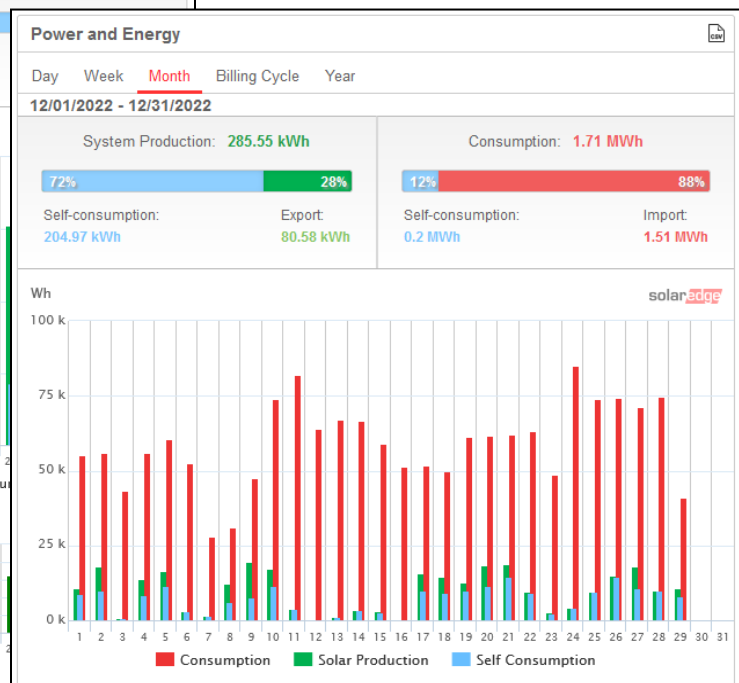 Power and Energy
CSV
Day Week Month Billing Cycle Year
12/01/2022 - 12/31/2022
System Production: 285.55 kWh
Consumption: 1.71 MWh
72% 28%
12% 88%
Self-consumption: Export:
204.97 kWh 80.58 kWh
Self-consumption: Import:
0.2 MWh 1.51 MWh
Wh
solaredge
100 k
75 k
50 k
25 k
0 k
1 2 3 4 5 6 7 8 9 10 11 12 13 14 15 16 17 18 19 20 21 22 23 24 25 26 27 28 29 30 31
Consumption Solar Production Self Consumption